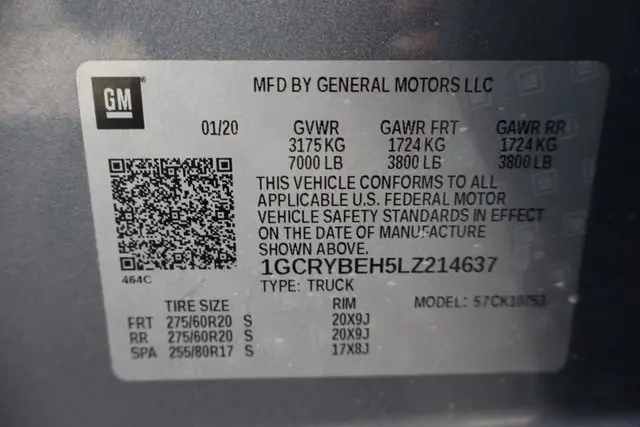 GM
MFD BY GENERAL MOTORS LLC
01/20 GVWR GAWR FRT GAWR RR
3175 KG 1724 KG 1724 KG
7000 LB 3800 LB 3800 LB
THIS VEHICLE CONFORMS TO ALL
APPLICABLE U.S. FEDERAL MOTOR
VEHICLE SAFETY STANDARDS IN EFFECT
ON THE DATE OF MANUFACTURE
SHOWN ABOVE.
464C
1GCRYBEH5LZ214637
TYPE: TRUCK
MODEL: 57CK10753
TIRE SIZE RIM
FRT 275/60R20 S 20X9J
RR 275/60R20 S 20X9J
SPA 255/80R17 S 17X8J